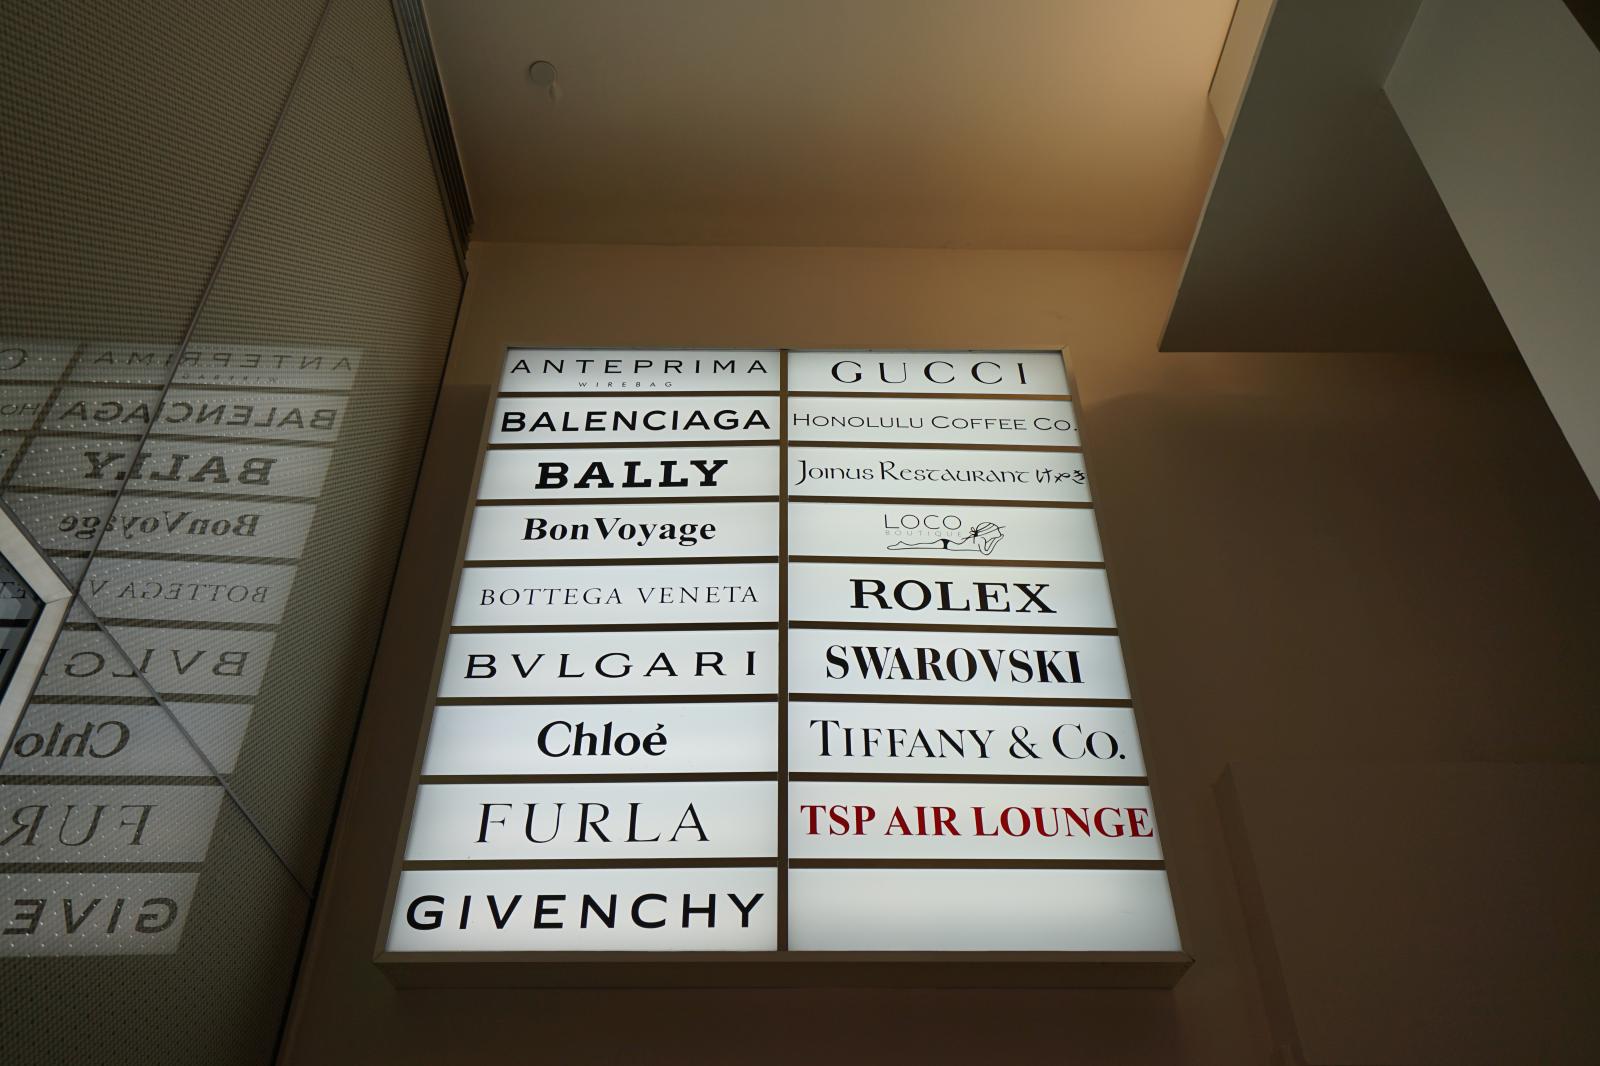 ANTEPRIMA
WIREBAG
BALENCIAGA
BALLY
BonVoyage
BOTTEGA VENETA
BVLGARI
Chloé
FURLA
GIVENCHY
GUCCI
HONOLULU COFFEE CO.
Joinus Restaurant けやき
LOCO
BOUTIQUE
ROLEX
SWAROVSKI
TIFFANY & CO.
TSP AIR LOUNGE